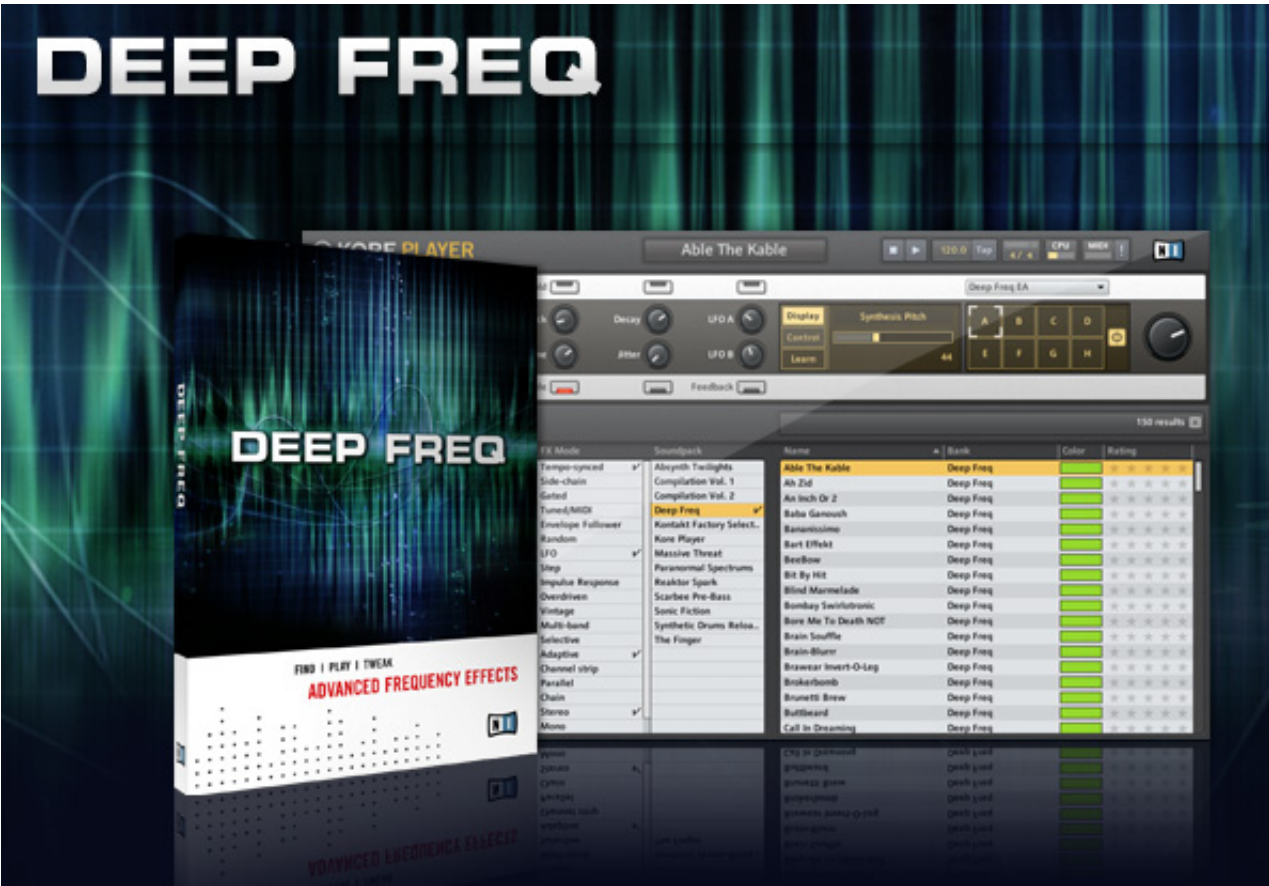 DEEP FREQ
KORE PLAYER
Able The Kable
120.0 Tap
4 / 4
CPU
MIDI
!
NI
Deep Freq EA
Decay
LFO A
Display
Synthesis Pitch
A B C D
Control
Jitter
LFO B
Learn
44
E F G H
Feedback
150 results
DEEP FREQ
DEEP FREQ
FX Mode
Tempo-synced
Side-chain
Gated
Tuned/MIDI
Envelope Follower
Random
LFO
Step
Impulse Response
Overdriven
Vintage
Multi-band
Selective
Adaptive
Channel strip
Parallel
Chain
Stereo
Mono
Soundpack
Absynth Twilights
Compilation Vol. 1
Compilation Vol. 2
Deep Freq
Kontakt Factory Select..
Kore Player
Massive Threat
Paranormal Spectrums
Reaktor Spark
Scarbee Pre-Bass
Sonic Fiction
Synthetic Drums Reloa..
The Finger
Name Bank Color Rating
Able The Kable Deep Freq
Ah Zid Deep Freq
An Inch Or 2 Deep Freq
Baba Ganoush Deep Freq
Bananissimo Deep Freq
Bart Effekt Deep Freq
BeeBow Deep Freq
Bit By Hit Deep Freq
Blind Marmelade Deep Freq
Bombay Swirlotronic Deep Freq
Bore Me To Death NOT Deep Freq
Brain Souffle Deep Freq
Brain-Blurrr Deep Freq
Brawear Invert-O-Leg Deep Freq
Brokerbomb Deep Freq
Brunetti Brew Deep Freq
Buttbeard Deep Freq
Call In Dreaming Deep Freq
FIND | PLAY | TWEAK
ADVANCED FREQUENCY EFFECTS
NI